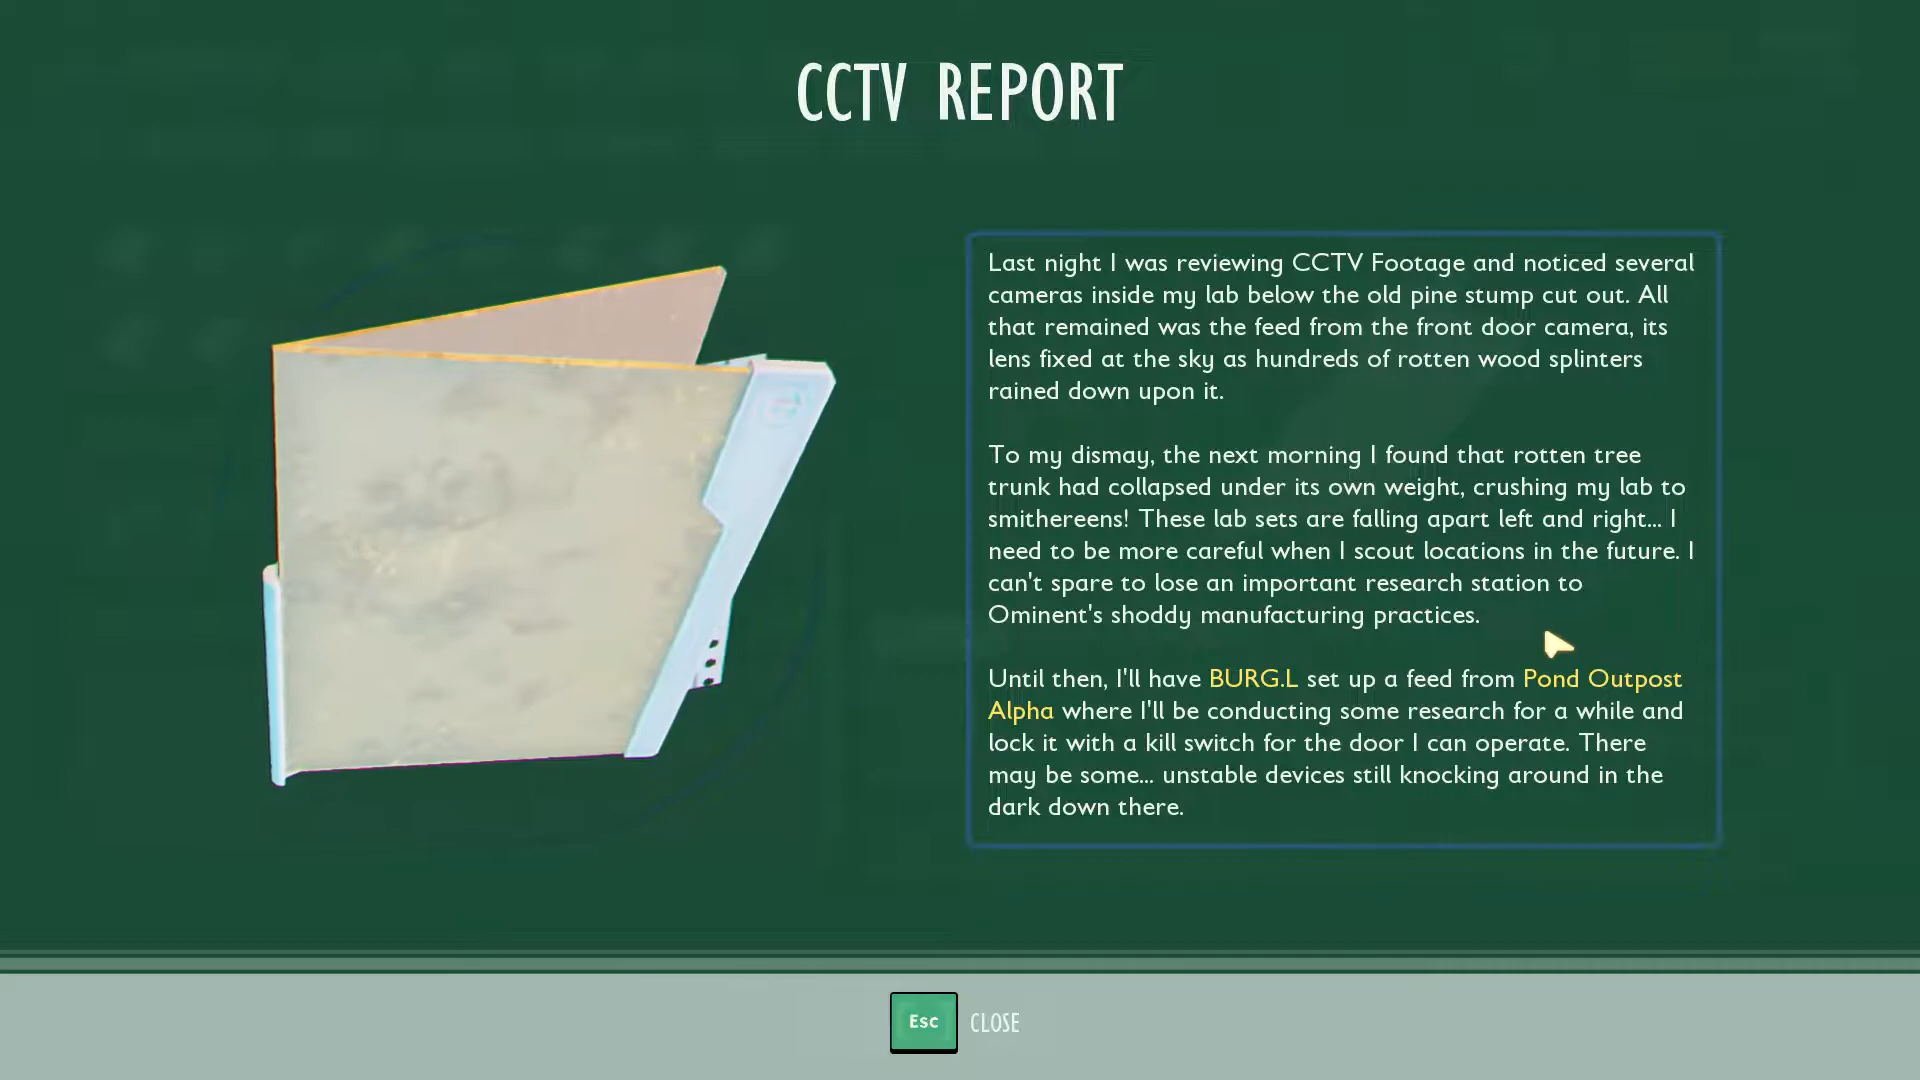 CCTV REPORT
Last night I was reviewing CCTV Footage and noticed several
cameras inside my lab below the old pine stump cut out. All
that remained was the feed from the front door camera, its
lens fixed at the sky as hundreds of rotten wood splinters
rained down upon it.
To my dismay, the next morning I found that rotten tree
trunk had collapsed under its own weight, crushing my lab to
smithereens! These lab sets are falling apart left and right... I
need to be more careful when I scout locations in the future. I
can't spare to lose an important research station to
Ominent's shoddy manufacturing practices.
Until then, I'll have BURG.L set up a feed from Pond Outpost
Alpha where I'll be conducting some research for a while and
lock it with a kill switch for the door I can operate. There
may be some... unstable devices still knocking around in the
dark down there.
Esc CLOSE